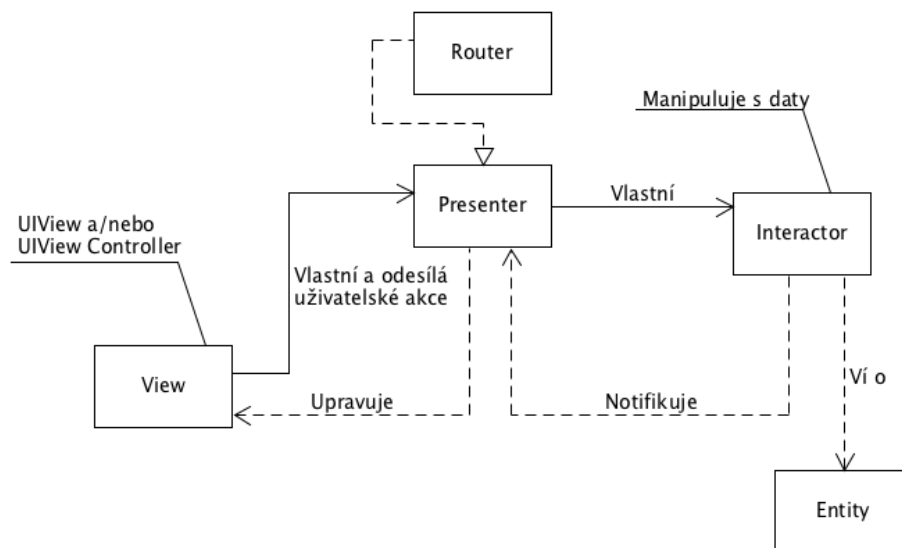 Router
Manipuluje s daty
Vlastní
Presenter
Interactor
UIView a/nebo
UIView Controller
Vlastní a odesílá
uživatelské akce
View
Upravuje
Notifikuje
Ví o
Entity